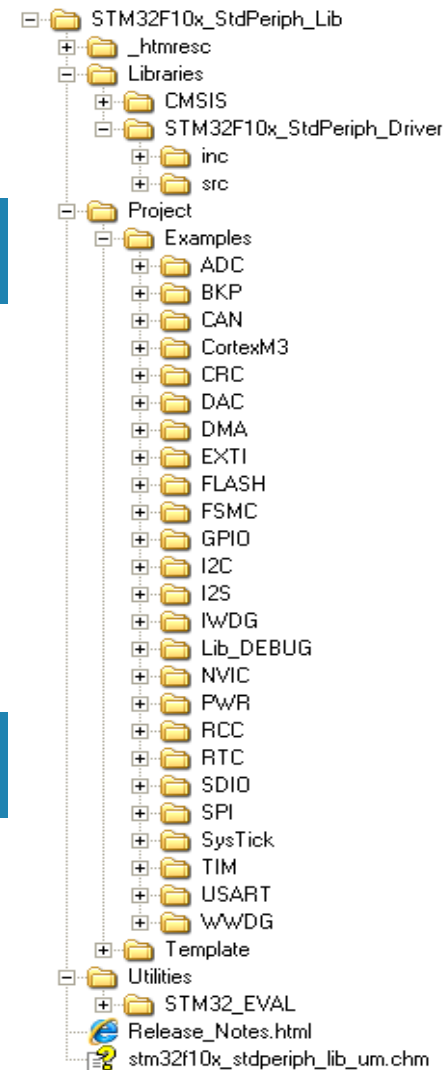 STM32F10x_StdPeriph_Lib
_htmresc
Libraries
CMSIS
STM32F10x_StdPeriph_Driver
inc
src
Project
Examples
ADC
BKP
CAN
CortexM3
CRC
DAC
DMA
EXTI
FLASH
FSMC
GPIO
I2C
I2S
IWDG
Lib_DEBUG
NVIC
PWR
RCC
RTC
SDIO
SPI
SysTick
TIM
USART
WWDG
Template
Utilities
STM32_EVAL
Release_Notes.html
stm32f10x_stdperiph_lib_um.chm